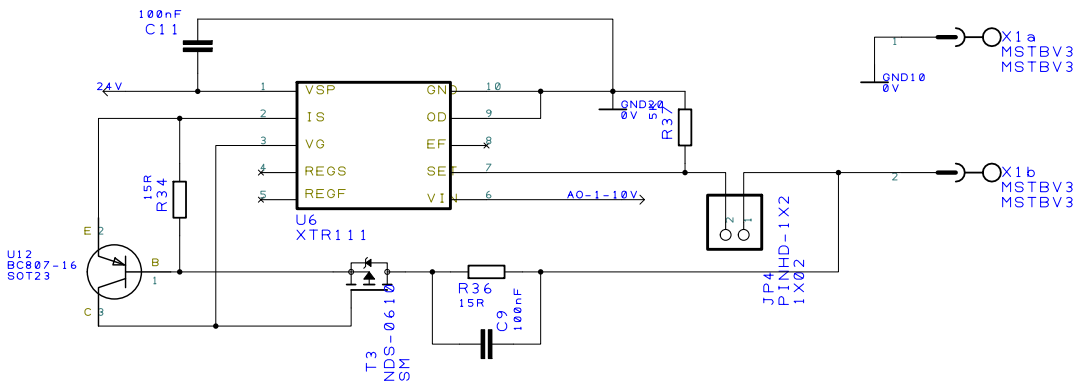 100nF
C11
24V
1
VSP
GND
10
2
IS
OD
9
3
VG
EF
8
4
REGS
SET
7
5
REGF
VIN
6
AO-1-10V
U6
XTR111
GND20
0V
5K
R37
GND10
0V
1
X1a
MSTBV3
MSTBV3
2
X1b
MSTBV3
MSTBV3
15R
R34
E
2
U12
BC807-16
SOT23
B
1
C
3
T3
NDS-0610
SM
R36
15R
C9
100nF
2
1
JP4
PINHD-1X2
1X02